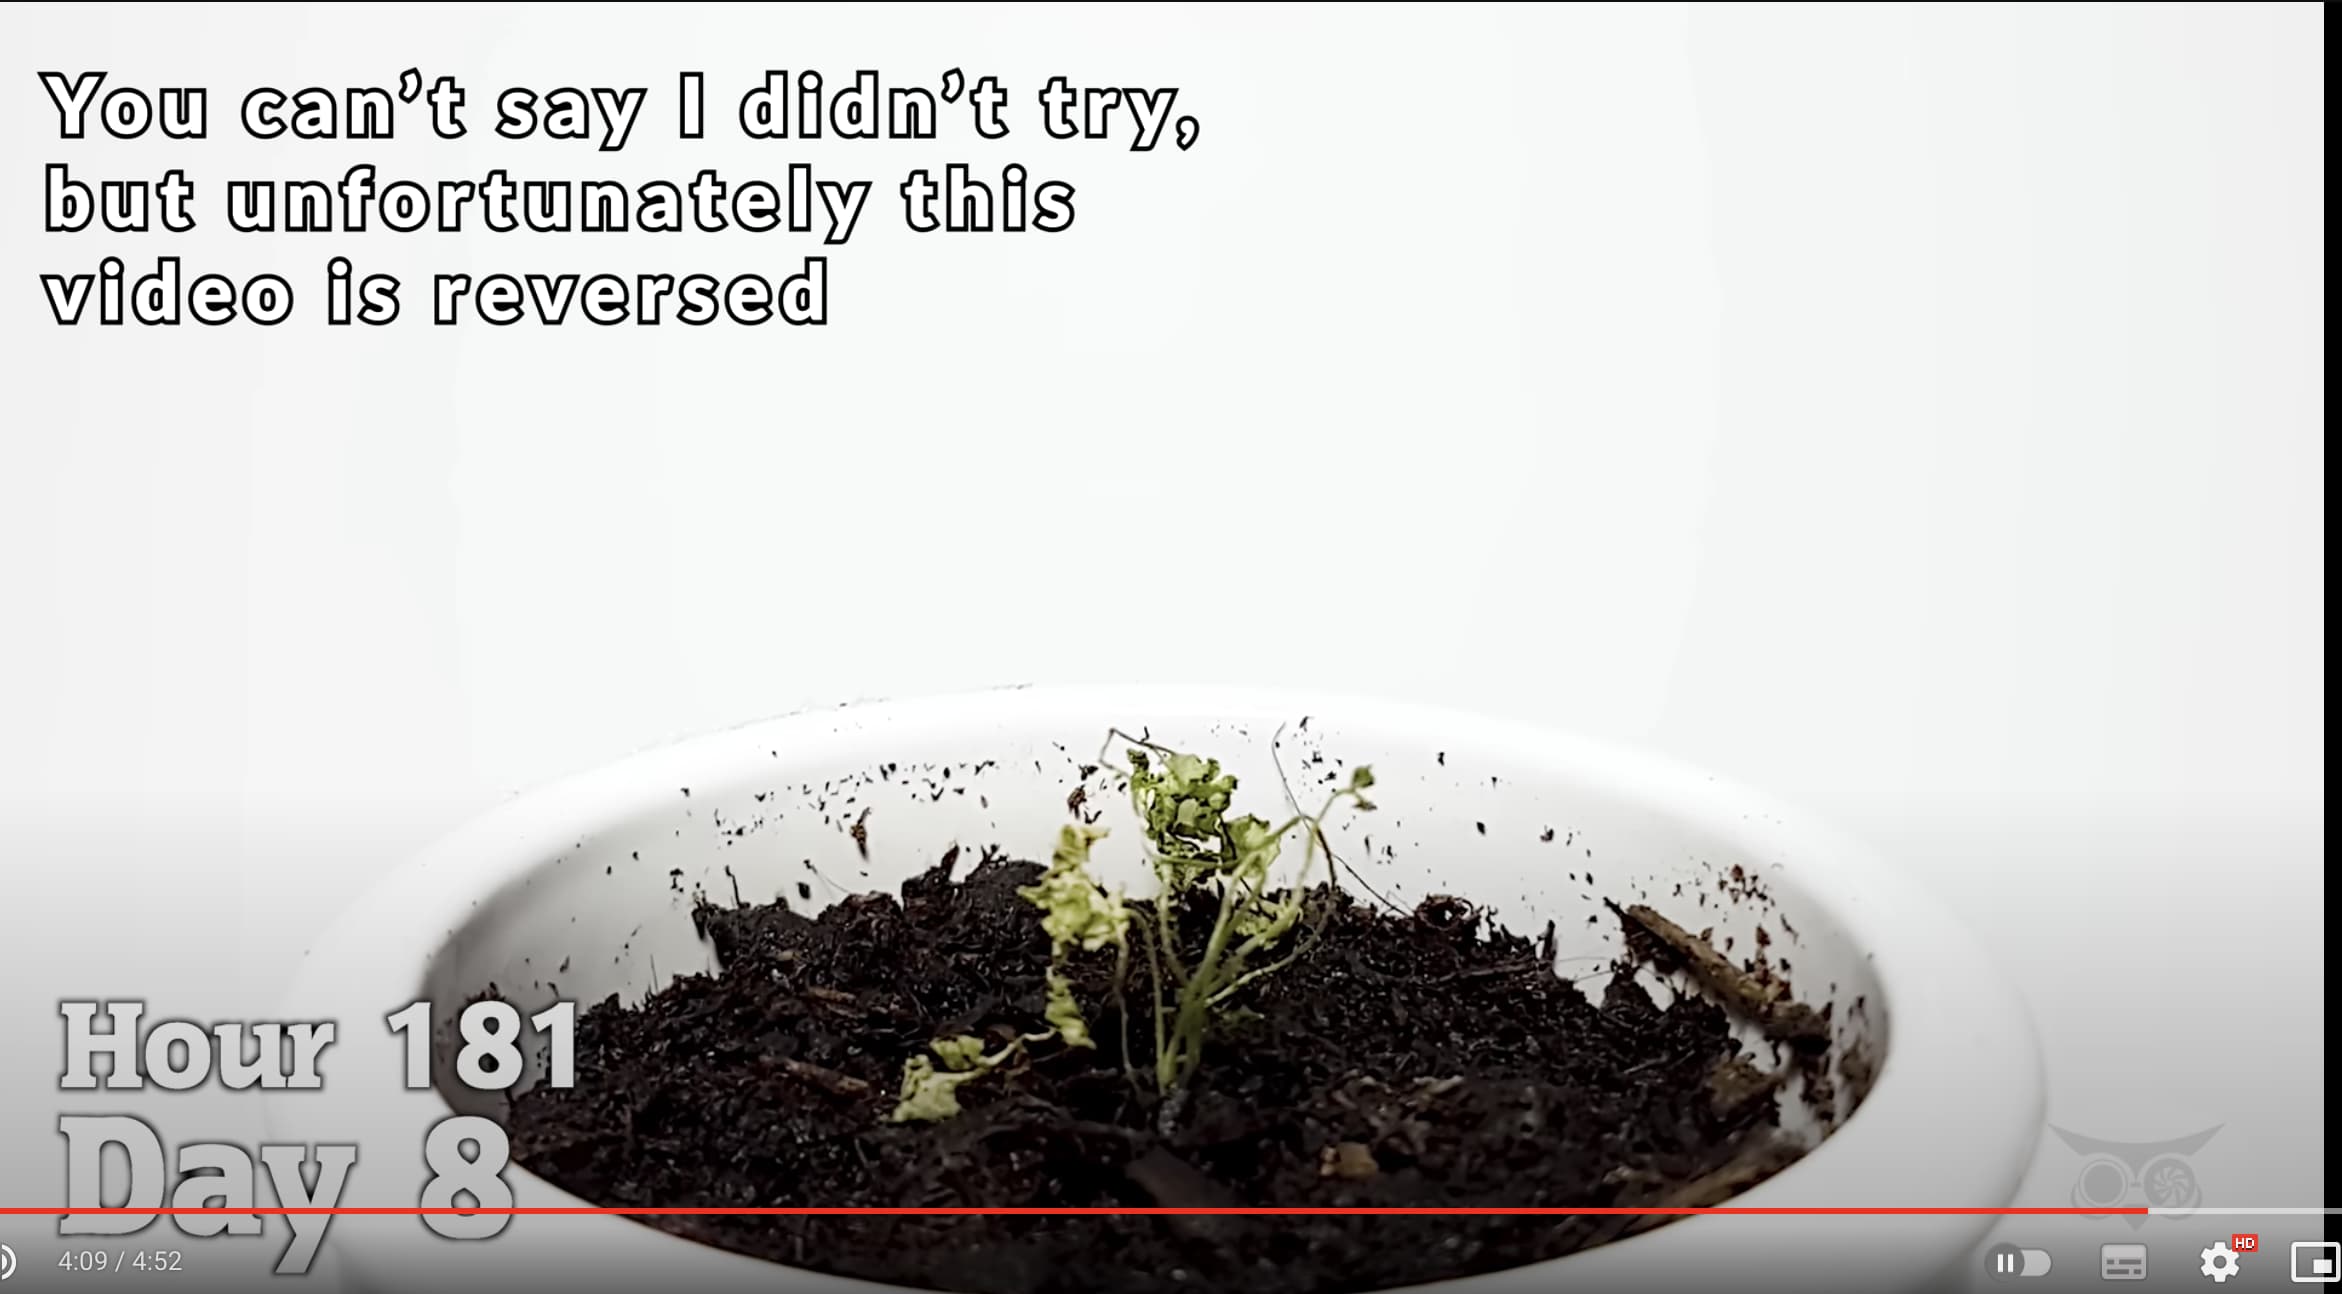 You can’t say I didn’t try,
but unfortunately this
video is reversed
Hour 181
Day 8
4:09 / 4:52
HD